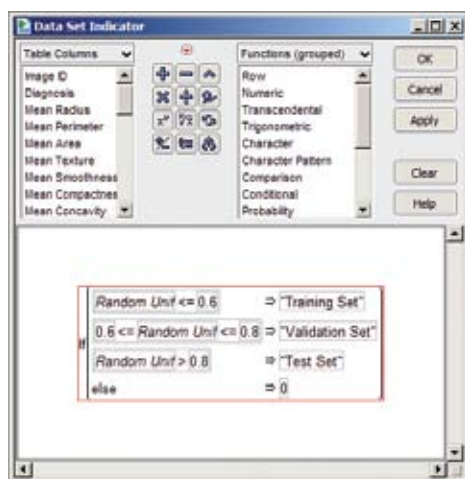 Data Set Indicator
Table Columns
Functions (grouped)
Image ID
Diagnosis
Mean Radius
Mean Perimeter
Mean Area
Mean Texture
Mean Smoothness
Mean Compactnes
Mean Concavity
Row
Numeric
Transcendental
Trigonometric
Character
Character Pattern
Comparison
Conditional
Probability
OK
Cancel
Apply
Clear
Help
If
Random Unif <= 0.6 ⇒ "Training Set"
0.6 <= Random Unif <= 0.8 ⇒ "Validation Set"
Random Unif > 0.8 ⇒ "Test Set"
else ⇒ 0